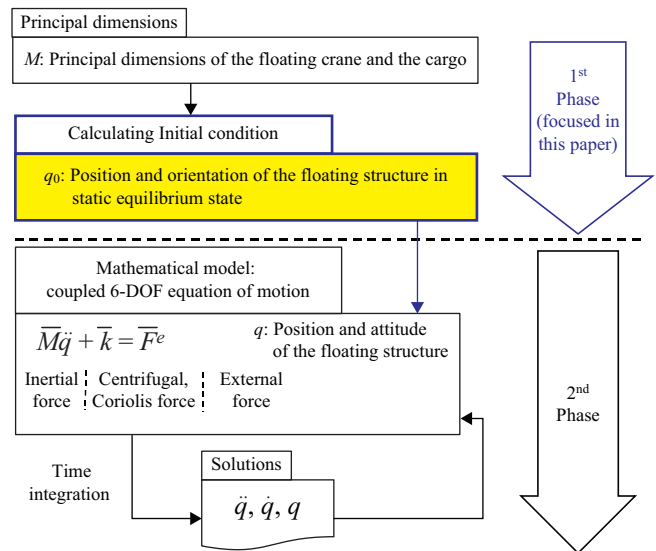 Principal dimensions
M: Principal dimensions of the floating crane and the cargo
Calculating Initial condition
q₀: Position and orientation of the floating structure in
static equilibrium state
1st
Phase
(focused in
this paper)
Mathematical model:
coupled 6-DOF equation of motion
M̅q̈ + k̅ = F̅ᵉ
q: Position and attitude
of the floating structure
Inertial
force
Centrifugal,
Coriolis force
External
force
2nd
Phase
Time
integration
Solutions
q̈, q̇, q